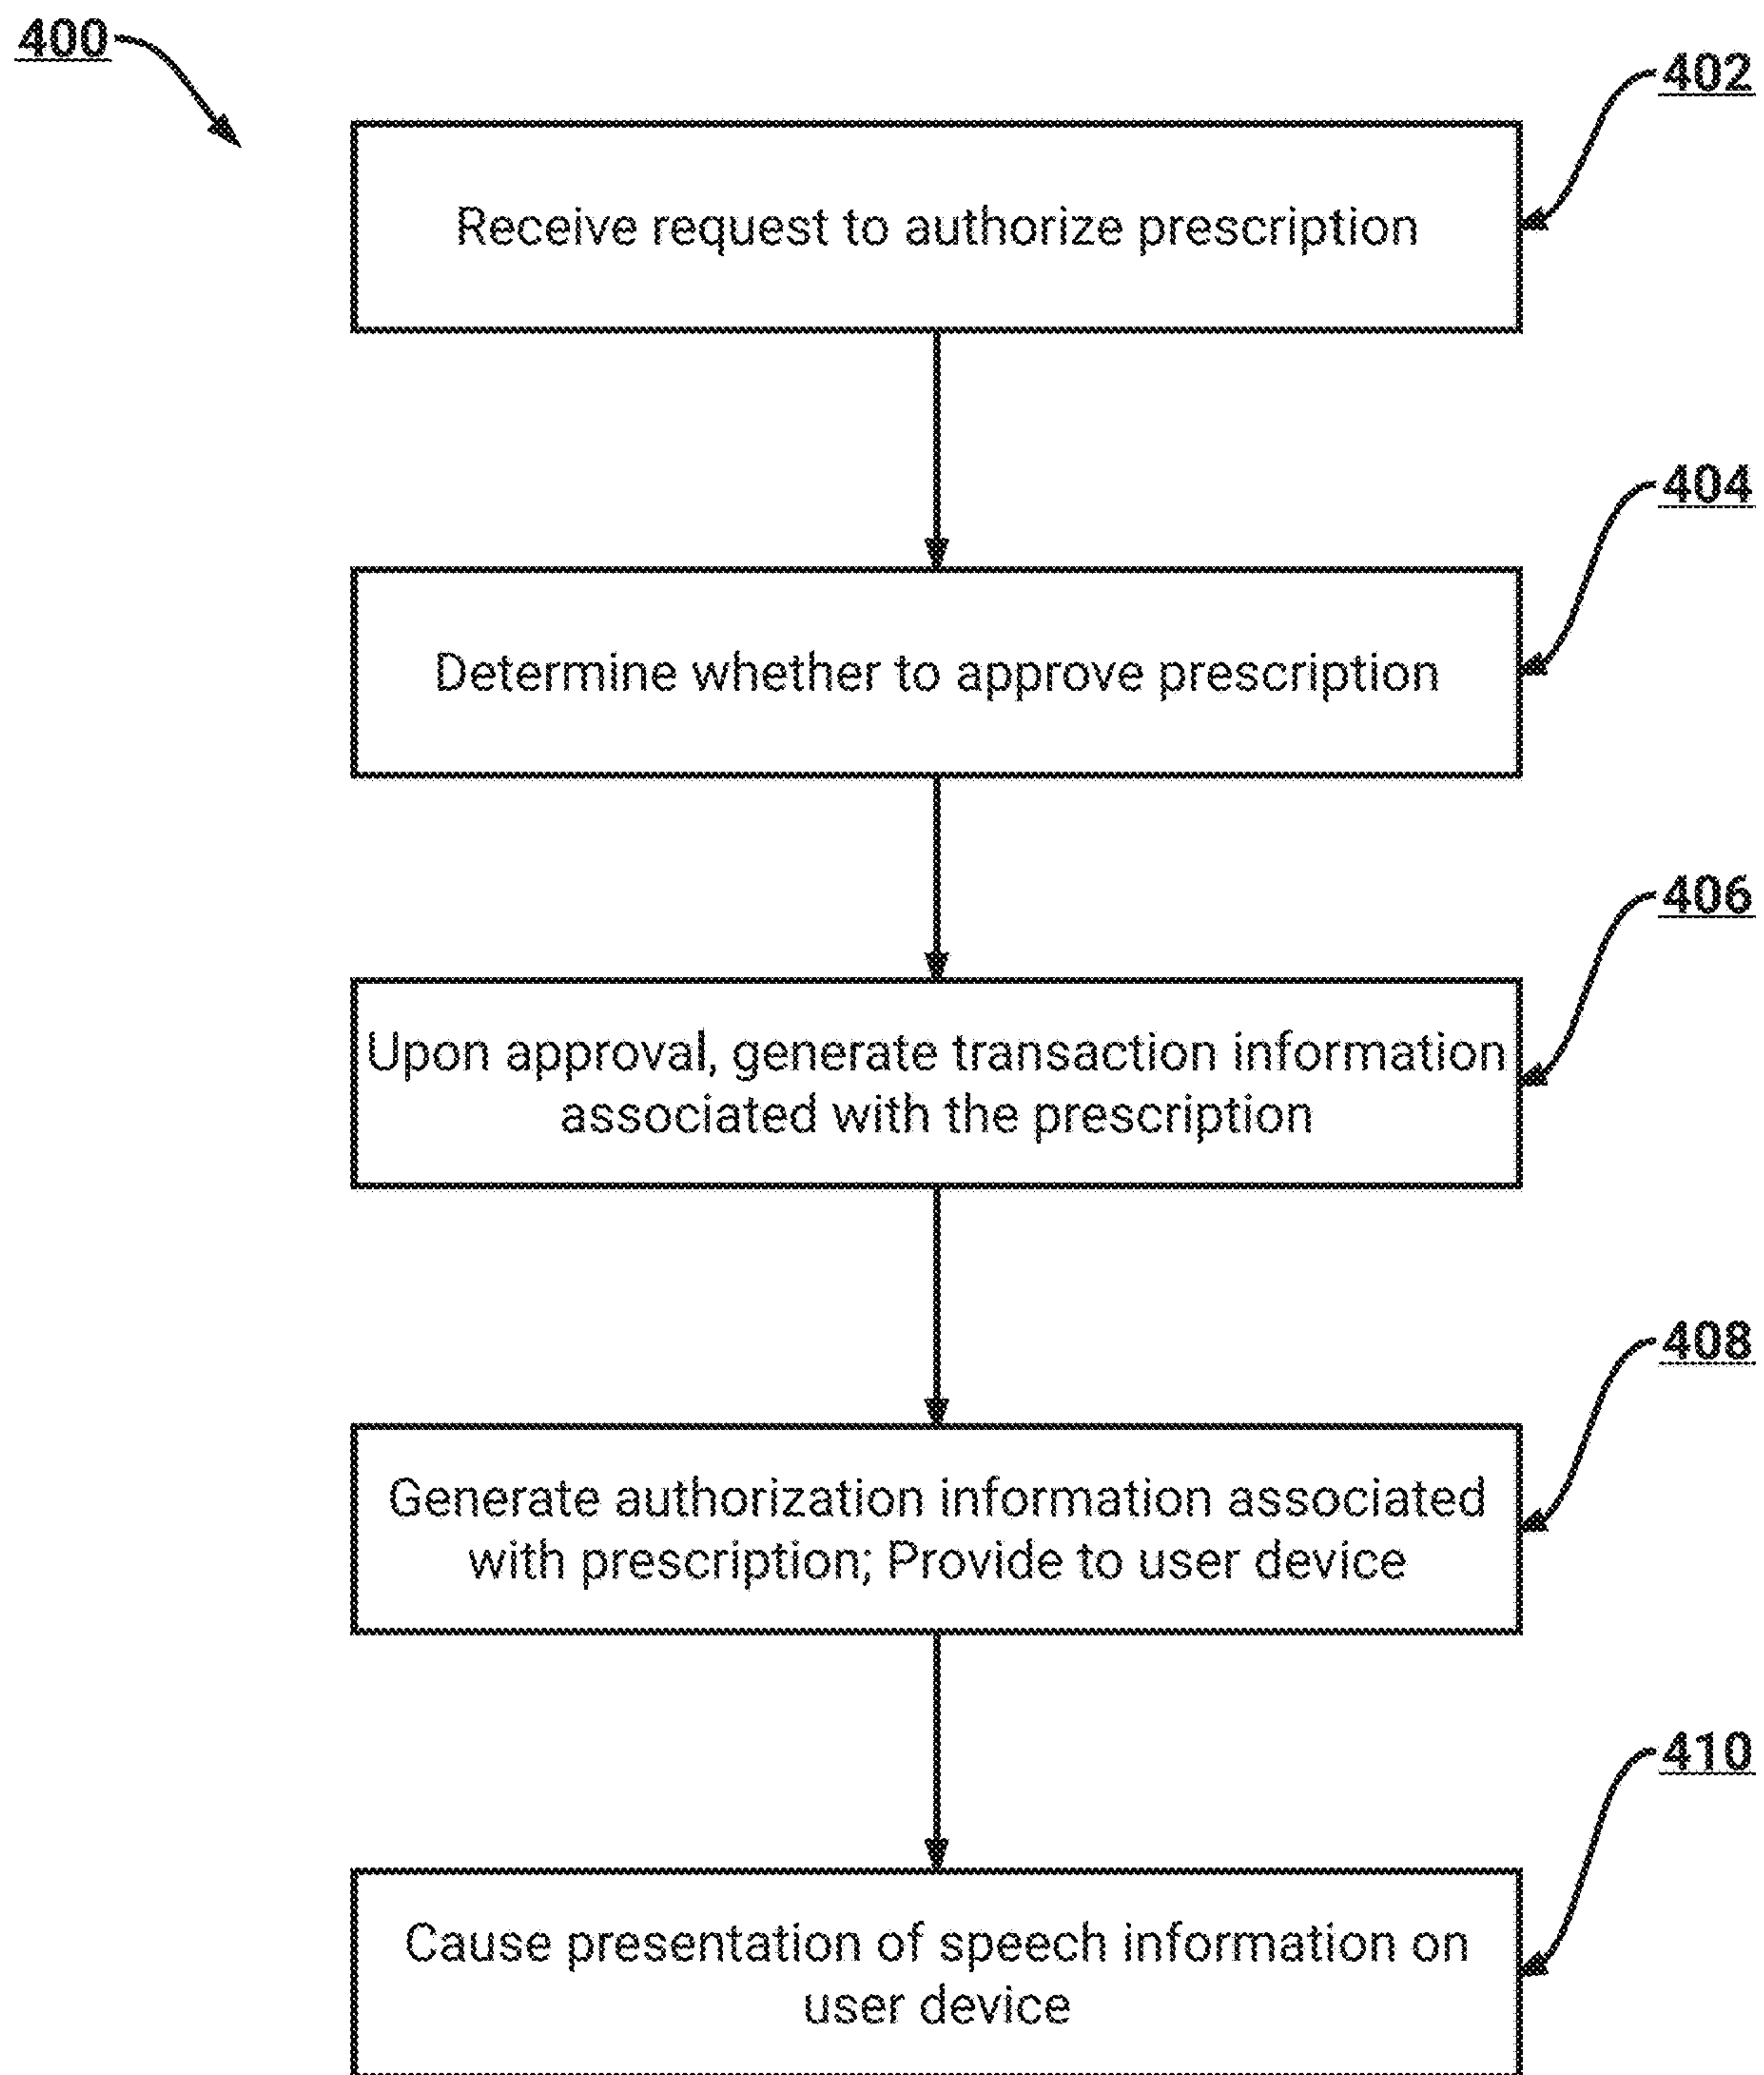 400
402
Receive request to authorize prescription
404
Determine whether to approve prescription
406
Upon approval, generate transaction information
associated with the prescription
408
Generate authorization information associated
with prescription; Provide to user device
410
Cause presentation of speech information on
user device